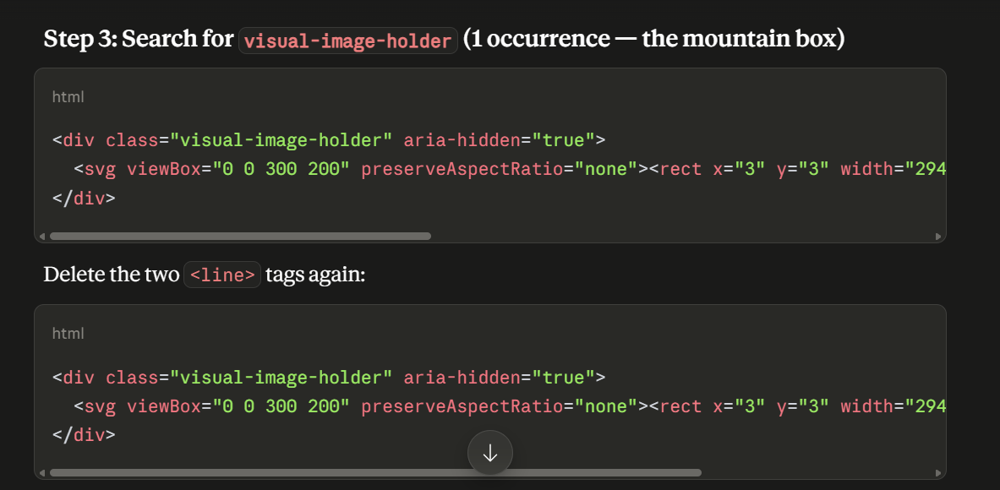 Step 3: Search for visual-image-holder (1 occurrence — the mountain box)
html
<div class="visual-image-holder" aria-hidden="true">
<svg viewBox="0 0 300 200" preserveAspectRatio="none"><rect x="3" y="3" width="294
</div>
Delete the two <line> tags again:
html
<div class="visual-image-holder" aria-hidden="true">
<svg viewBox="0 0 300 200" preserveAspectRatio="none"><rect x="3" y="3" width="294
</div>